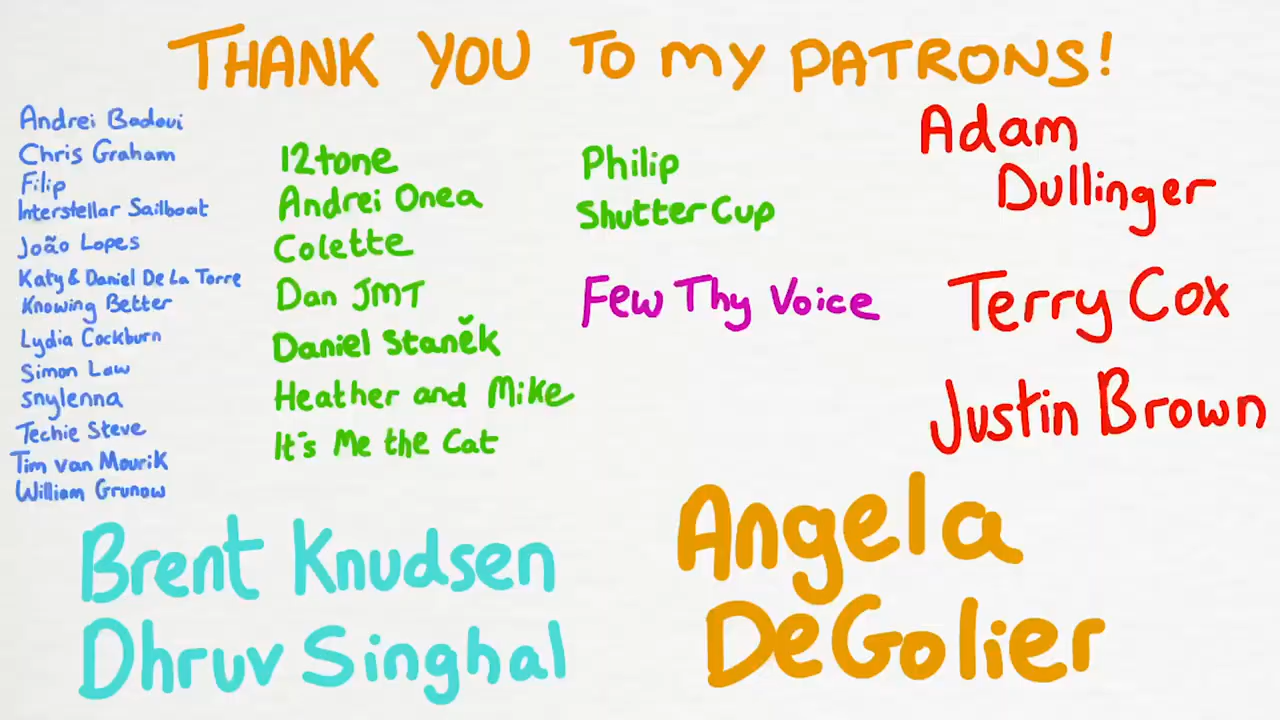 THANK YOU TO MY PATRONS!
Andrei Badoui
Chris Graham
Filip
Interstellar Sailboat
João Lopes
Katy & Daniel De La Torre
Knowing Better
Lydia Cockburn
Simon Law
snylenna
Techie Steve
Tim van Mourik
William Grunow
12tone
Andrei Onea
Colette
Dan JMT
Daniel Staněk
Heather and Mike
It's Me the Cat
Philip
Shutter Cup
Few Thy Voice
Adam
Dullinger
Terry Cox
Justin Brown
Brent Knudsen
Dhruv Singhal
Angela
DeGolier